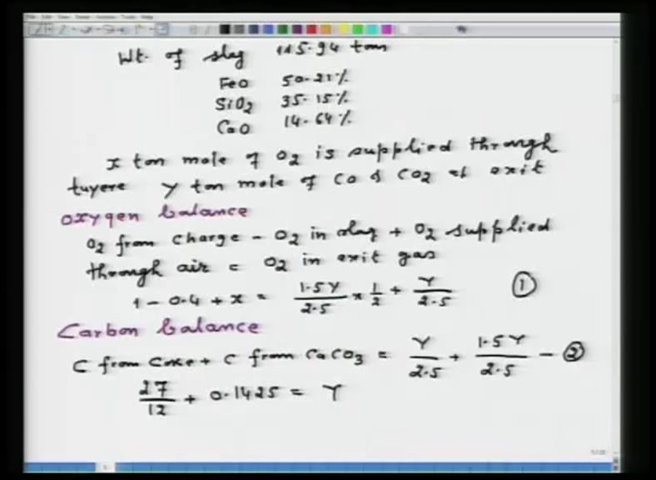 Wt. of slag 115.94 ton
FeO 50.21%
SiO2 35.15%
CaO 14.64%
X ton mole of O2 is supplied through
tuyere Y ton mole of CO & CO2 at exit
Oxygen balance
O2 from charge - O2 in slag + O2 supplied
through air = O2 in exit gas
1 - 0.4 + x = 1.5Y/2.5 x 1/2 + Y/2.5 ①
Carbon balance
C from Coke + C from CaCO3 = Y/2.5 + 1.5Y/2.5 - ②
27/12 + 0.1425 = Y